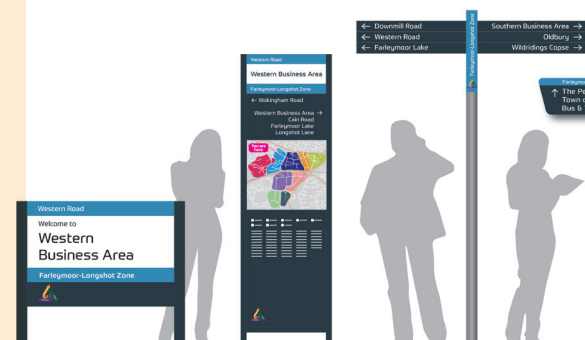 Western Road
Welcome to
Western
Business Area
Farleymoor-Longshot Zone
Western Road
Western Business Area
Farleymoor-Longshot Zone
← Wokingham Road
Western Business Area →
Cain Road
Farleymoor Lake
Longshot Lane
You are
here
← Downmill Road
← Western Road
← Farleymoor Lake
Farleymoor-Longshot Zone
Southern Business Area →
Oldbury →
Wildridings Copse →
↑ The
Town
Bus &